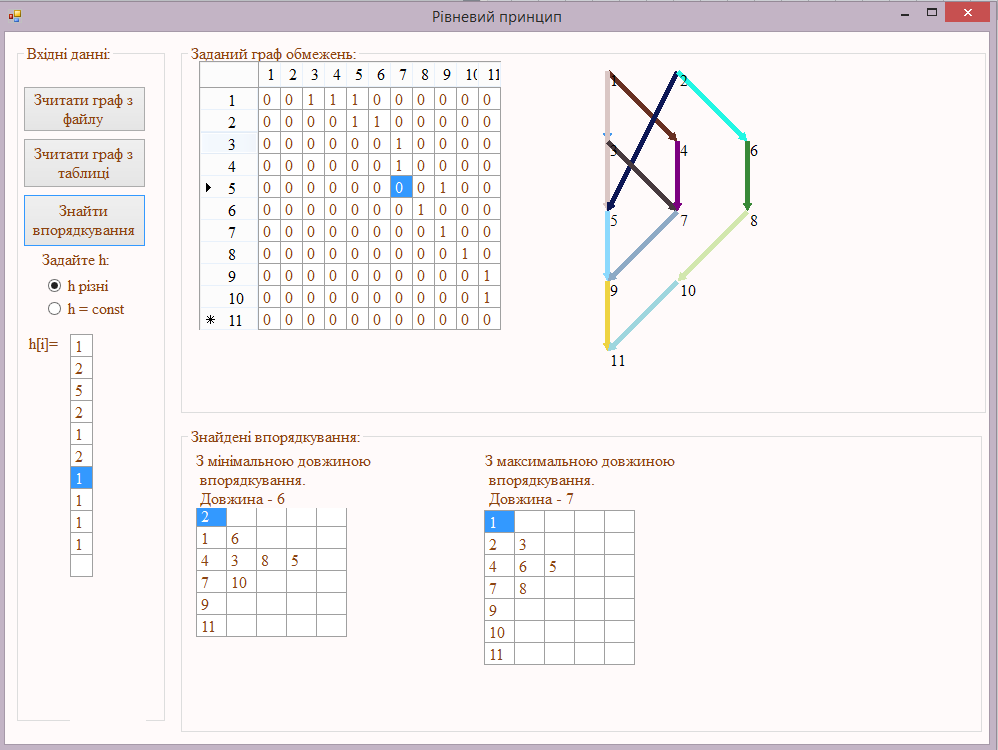 Рівневий принцип
Вхідні данні:
Зчитати граф з
файлу
Зчитати граф з
таблиці
Знайти
впорядкування
Задайте h:
h різні
h = const
h[i]=
1
2
5
2
1
2
1
1
1
1
Заданий граф обмежень:
1 2 3 4 5 6 7 8 9 10 11
1 0 0 1 1 1 0 0 0 0 0 0
2 0 0 0 0 1 1 0 0 0 0 0
3 0 0 0 0 0 0 1 0 0 0 0
4 0 0 0 0 0 0 1 0 0 0 0
5 0 0 0 0 0 0 0 0 1 0 0
6 0 0 0 0 0 0 0 1 0 0 0
7 0 0 0 0 0 0 0 0 1 0 0
8 0 0 0 0 0 0 0 0 0 1 0
9 0 0 0 0 0 0 0 0 0 0 1
10 0 0 0 0 0 0 0 0 0 0 1
11 0 0 0 0 0 0 0 0 0 0 0
1 2
3 4 6
5 7 8
9 10
11
Знайдені впорядкування:
З мінімальною довжиною
впорядкування.
Довжина - 6
2
1 6
4 3 8 5
7 10
9
11
З максимальною довжиною
впорядкування.
Довжина - 7
1
2 3
4 6 5
7 8
9
10
11